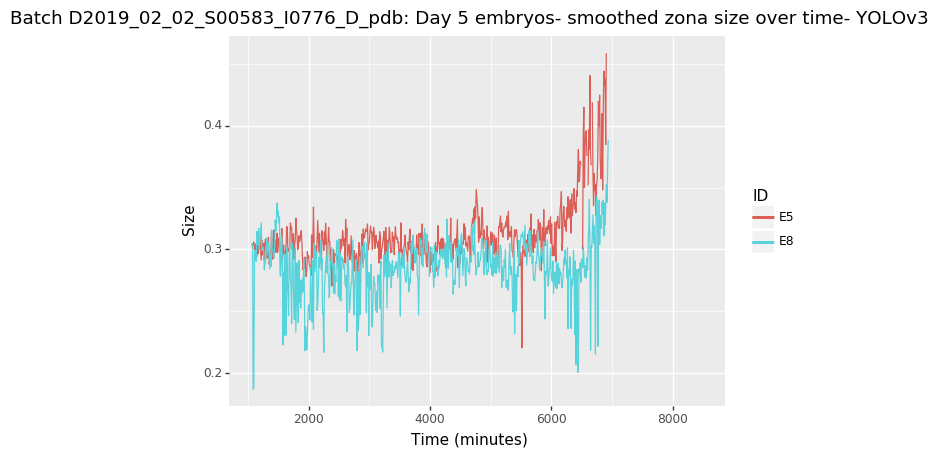 Batch D2019_02_02_S00583_I0776_D_pdb: Day 5 embryos- smoothed zona size over time- YOLOv3
0.4
0.3
0.2
Size
2000
4000
6000
8000
Time (minutes)
ID
E5
E8